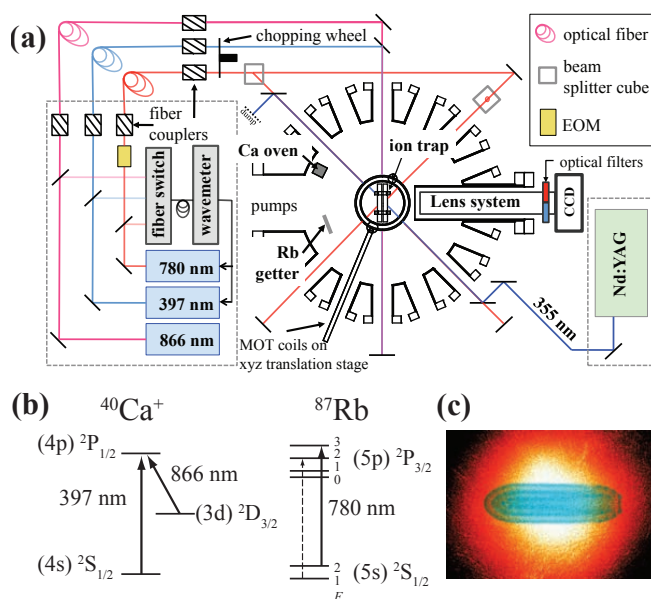 (a)
chopping wheel
optical fiber
beam
splitter cube
fiber
couplers
EOM
dump
Ca oven
ion trap
optical filters
fiber switch
wavemeter
pumps
Lens system
CCD
Rb
getter
780 nm
397 nm
866 nm
MOT coils on
xyz translation stage
355 nm
Nd:YAG
(b)
⁴⁰Ca⁺
⁸⁷Rb
(c)
(4p) ²P₁/₂
866 nm
397 nm
(3d) ²D₃/₂
(4s) ²S₁/₂
3
2
1
0
(5p) ²P₃/₂
780 nm
2
1
(5s) ²S₁/₂
F